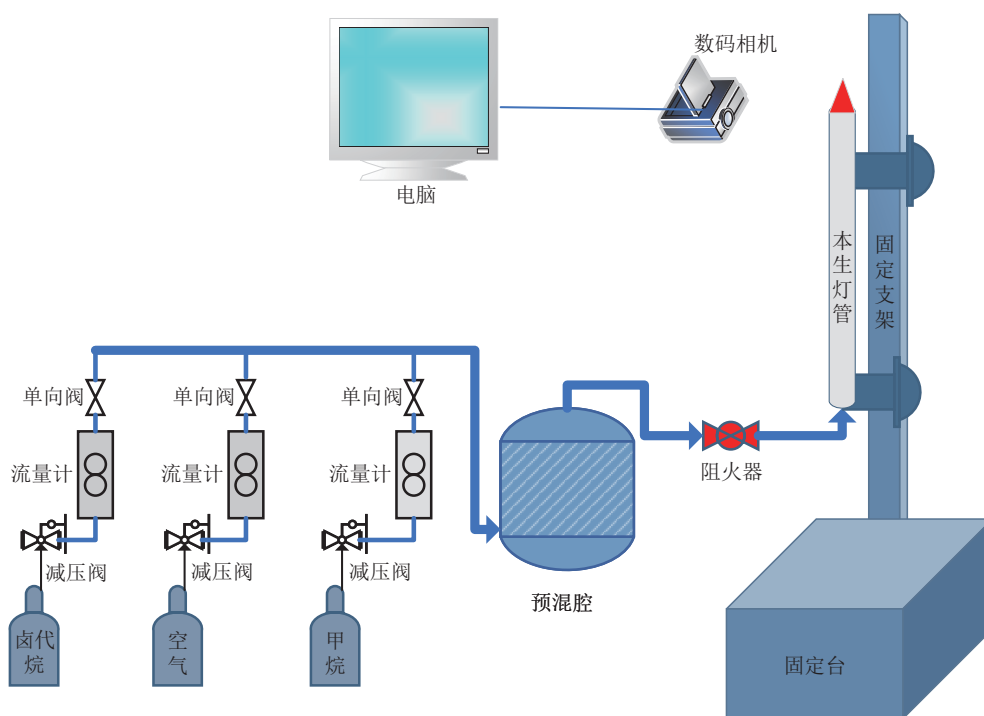 数码相机
电脑
本生灯管
固定支架
单向阀
单向阀
单向阀
流量计
流量计
流量计
阻火器
减压阀
减压阀
减压阀
预混腔
卤代
烷
空
气
甲
烷
固定台